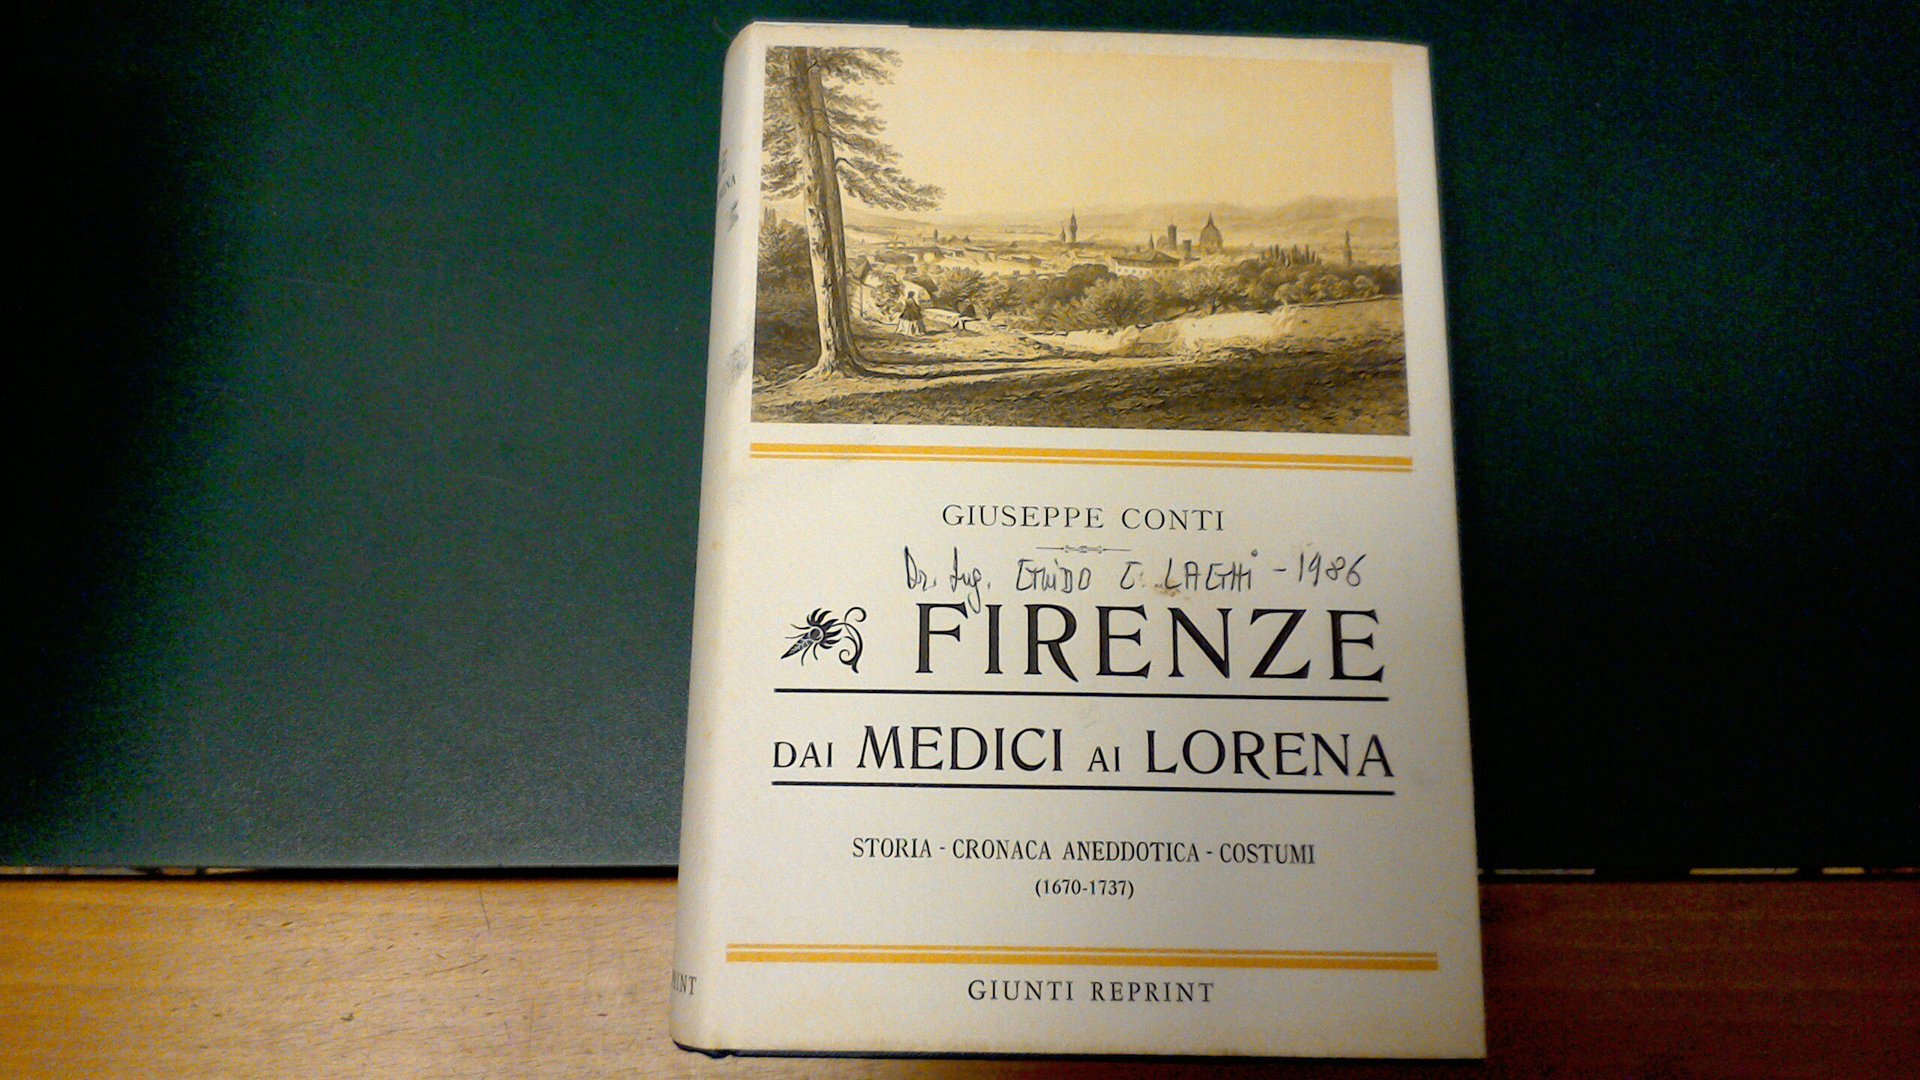 GIUSEPPE CONTI
Dr. Ing. GUIDO C. LAGHI - 1986
FIRENZE
DAI MEDICI AI LORENA
STORIA - CRONACA ANEDDOTICA - COSTUMI
(1670-1737)
GIUNTI REPRINT